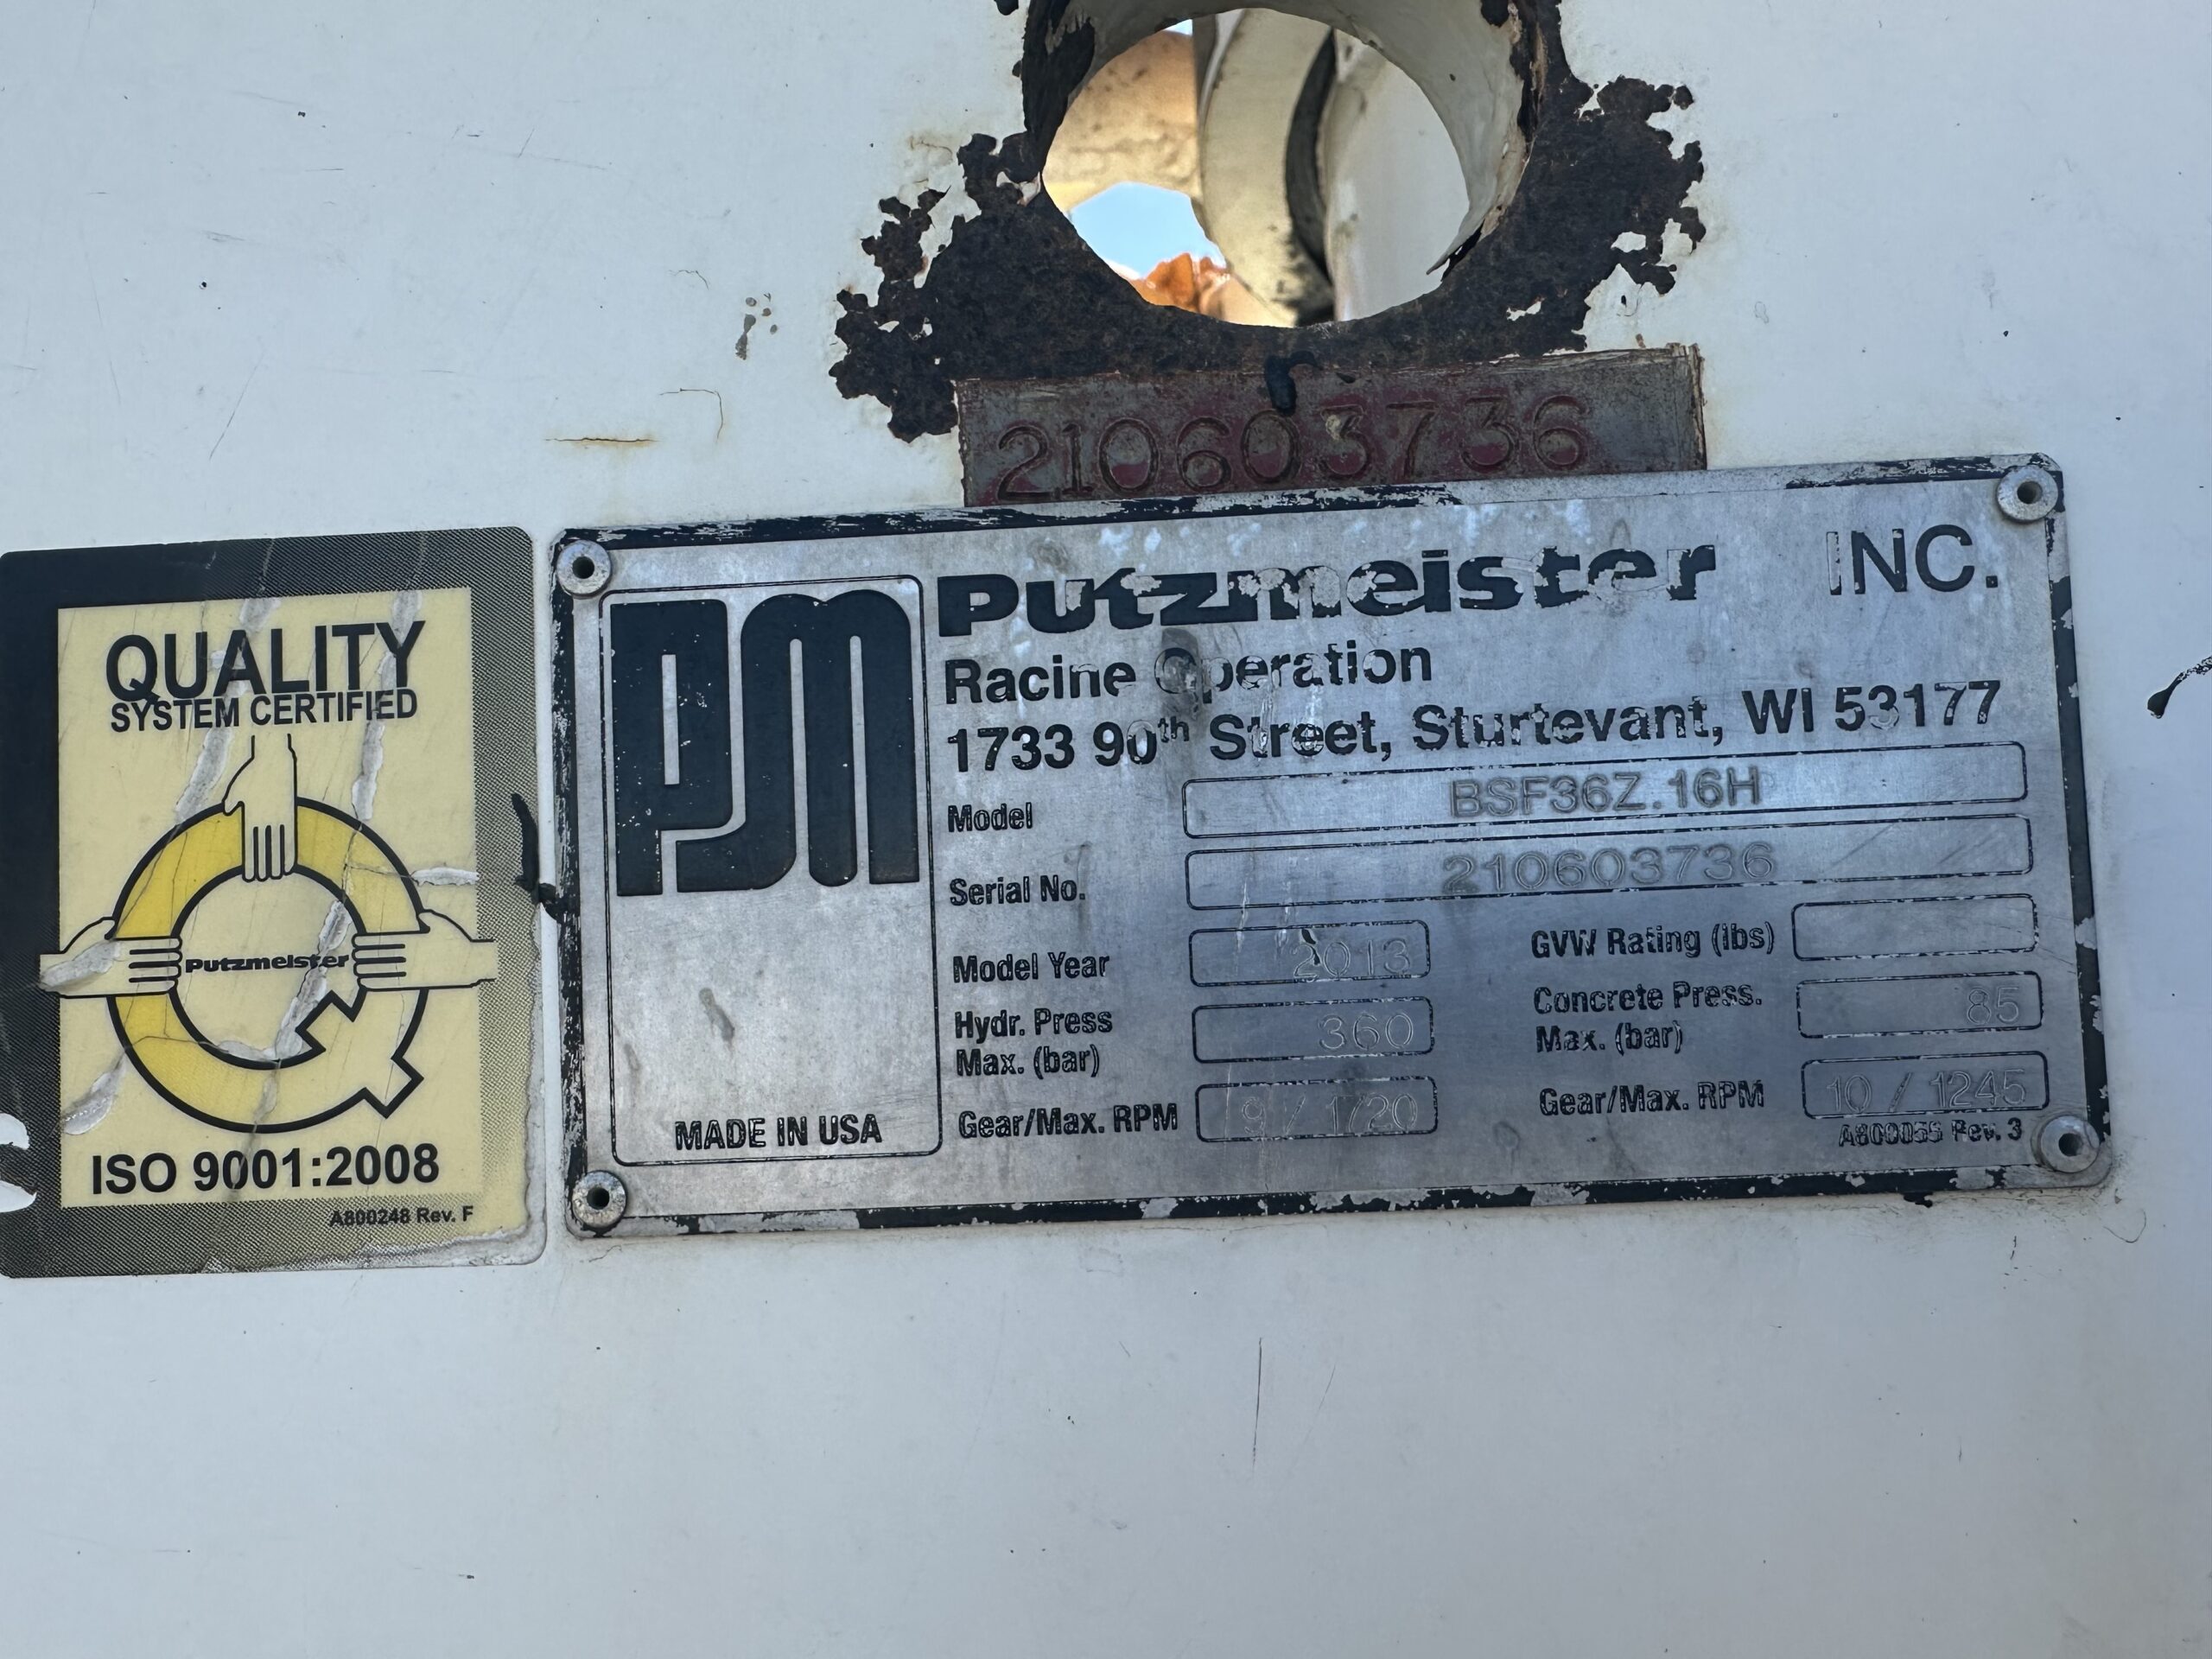 210603736
QUALITY
SYSTEM CERTIFIED
Putzmeister
ISO 9001:2008
A800248 Rev. F
PM
Putzmeister INC.
Racine Operation
1733 90th Street, Sturtevant, WI 53177
Model BSF36Z.16H
Serial No. 210603736
Model Year 2013
GVW Rating (lbs)
Hydr. Press Max. (bar) 360
Concrete Press. Max. (bar) 85
Gear/Max. RPM 9 / 1720
Gear/Max. RPM 10 / 1245
MADE IN USA
A800055 Rev. 3